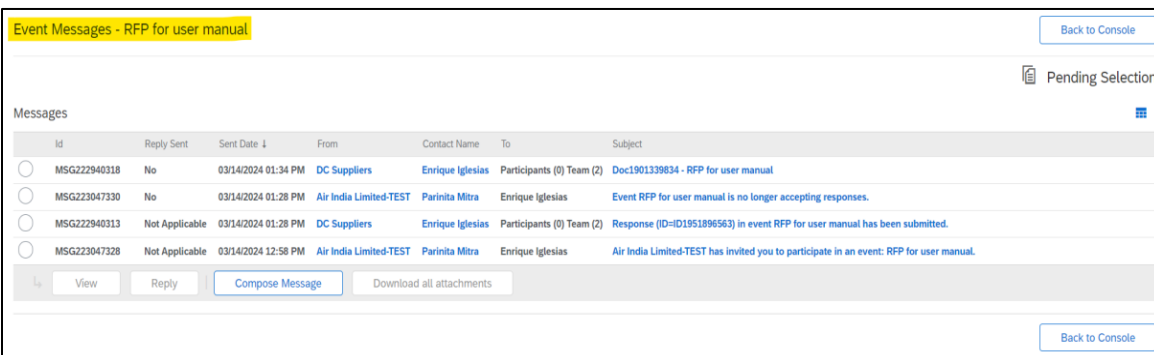 Event Messages - RFP for user manual
Back to Console
Pending Selection
Messages
Id Reply Sent Sent Date ↓ From Contact Name To Subject
MSG222940318 No 03/14/2024 01:34 PM DC Suppliers Enrique Iglesias Participants (0) Team (2) Doc1901339834 - RFP for user manual
MSG223047330 No 03/14/2024 01:28 PM Air India Limited-TEST Parinita Mitra Enrique Iglesias Event RFP for user manual is no longer accepting responses.
MSG222940313 Not Applicable 03/14/2024 01:28 PM DC Suppliers Enrique Iglesias Participants (0) Team (2) Response (ID=ID1951896563) in event RFP for user manual has been submitted.
MSG223047328 Not Applicable 03/14/2024 12:58 PM Air India Limited-TEST Parinita Mitra Enrique Iglesias Air India Limited-TEST has invited you to participate in an event: RFP for user manual.
View Reply Compose Message Download all attachments
Back to Console